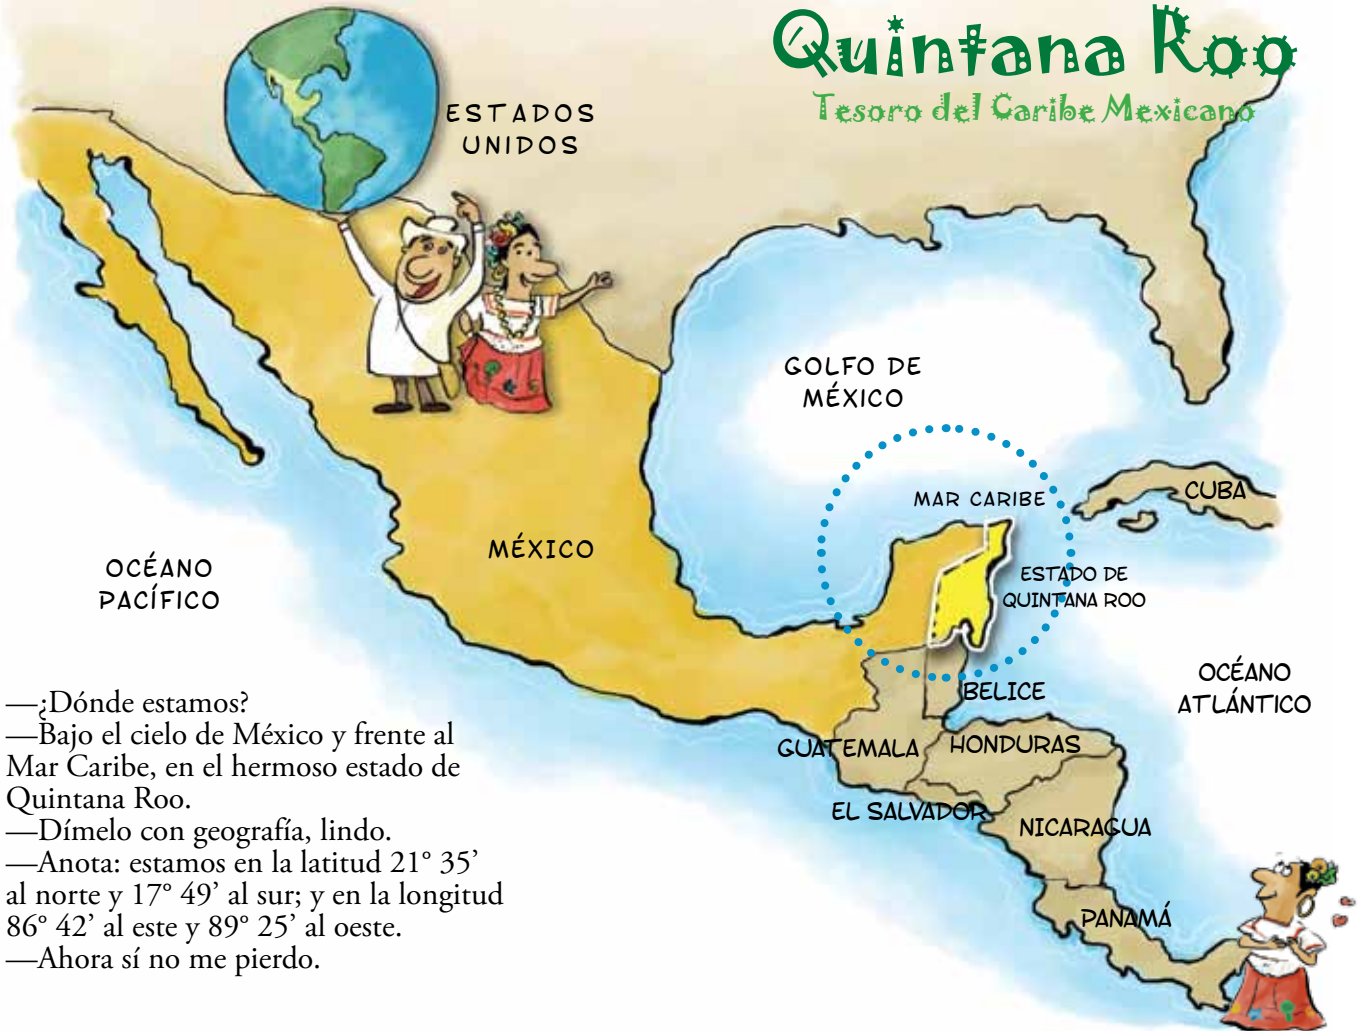 Quintana Roo
Tesoro del Caribe Mexicano
ESTADOS
UNIDOS
GOLFO DE
MÉXICO
MAR CARIBE
CUBA
MÉXICO
OCÉANO
PACÍFICO
ESTADO DE
QUINTANA ROO
OCÉANO
ATLÁNTICO
BELICE
GUATEMALA
HONDURAS
EL SALVADOR
NICARAGUA
PANAMÁ
—¿Dónde estamos?
—Bajo el cielo de México y frente al
Mar Caribe, en el hermoso estado de
Quintana Roo.
—Dímelo con geografía, lindo.
—Anota: estamos en la latitud 21° 35’
al norte y 17° 49’ al sur; y en la longitud
86° 42’ al este y 89° 25’ al oeste.
—Ahora sí no me pierdo.